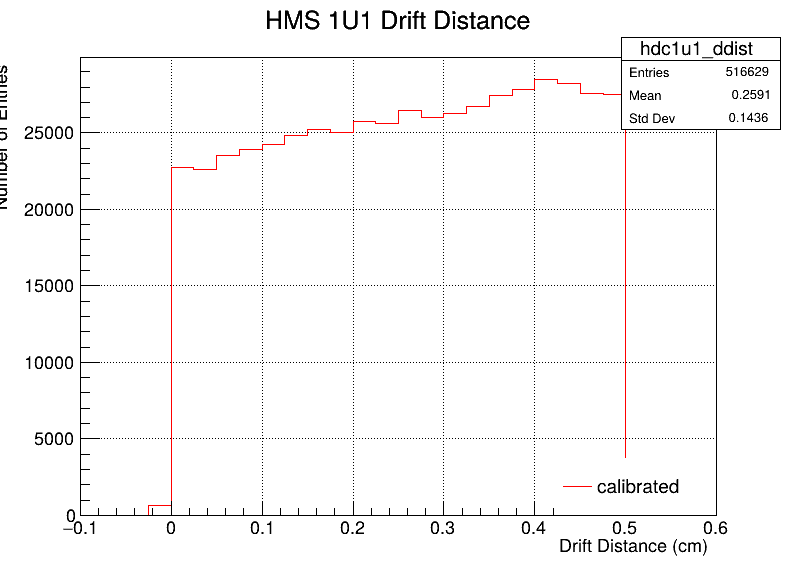 HMS 1U1 Drift Distance
hdc1u1_ddist
Entries 516629
Mean 0.2591
Std Dev 0.1436
Number of Entries
25000
20000
15000
10000
5000
0
−0.1 0 0.1 0.2 0.3 0.4 0.5 0.6
Drift Distance (cm)
calibrated